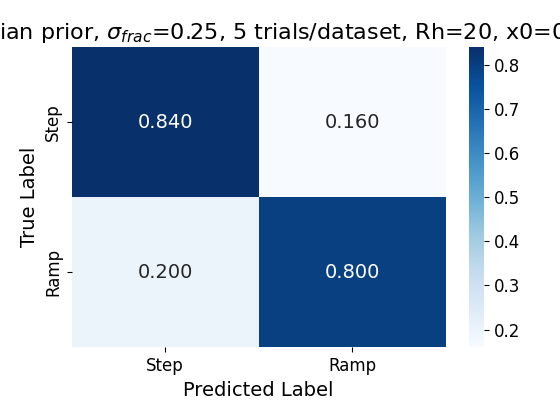 ian prior, σ_frac=0.25, 5 trials/dataset, Rh=20, x0=0
True Label
Step
0.840
0.160
Ramp
0.200
0.800
Step
Ramp
Predicted Label
0.8
0.7
0.6
0.5
0.4
0.3
0.2